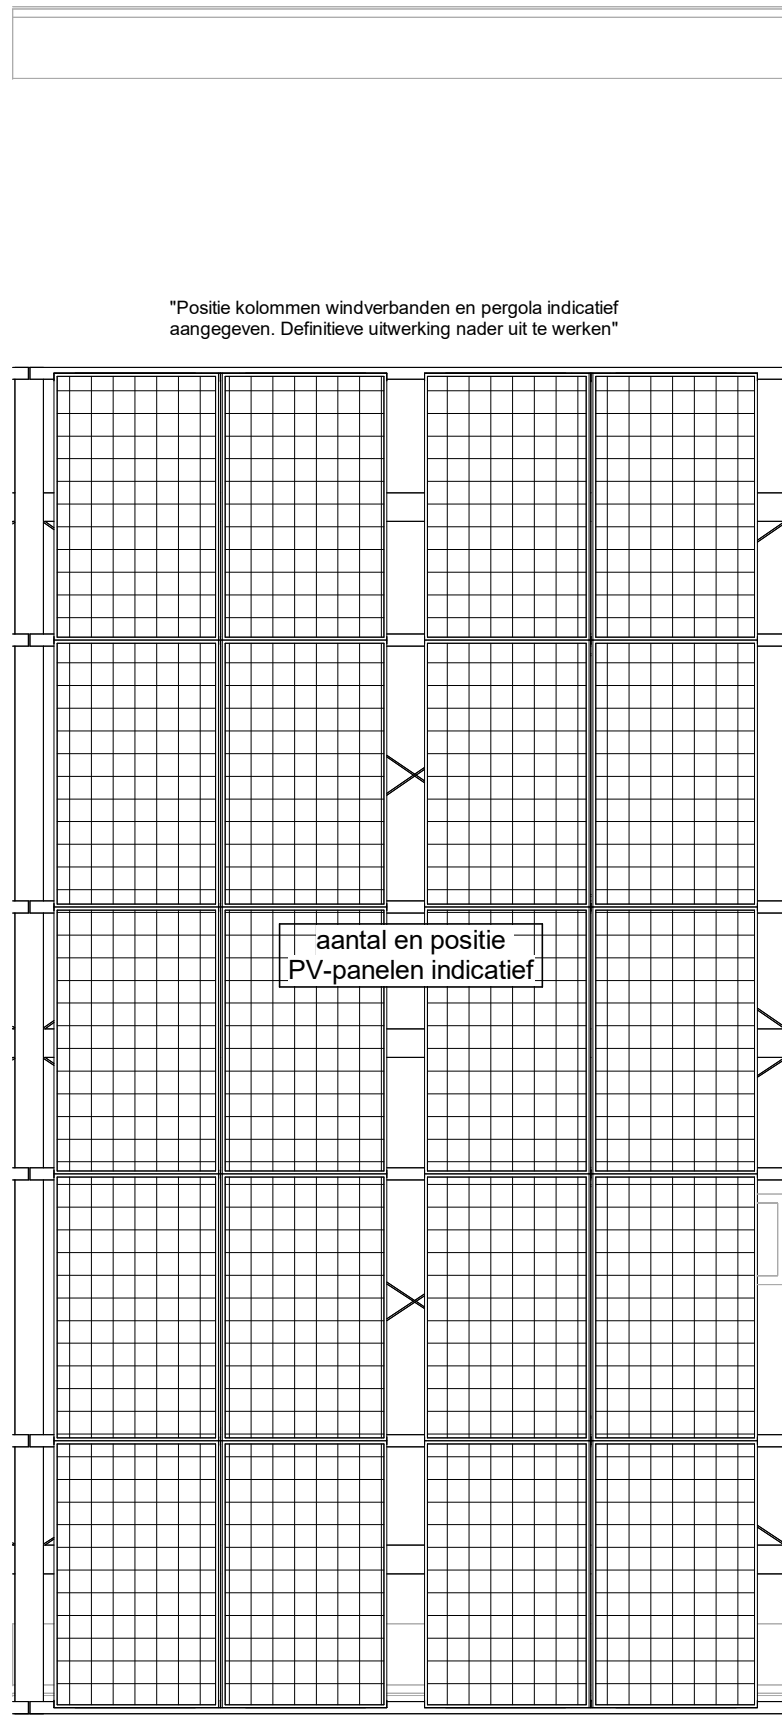 "Positie kolommen windverbanden en pergola indicatief
aangegeven. Definitieve uitwerking nader uit te werken"
aantal en positie
PV-panelen indicatief